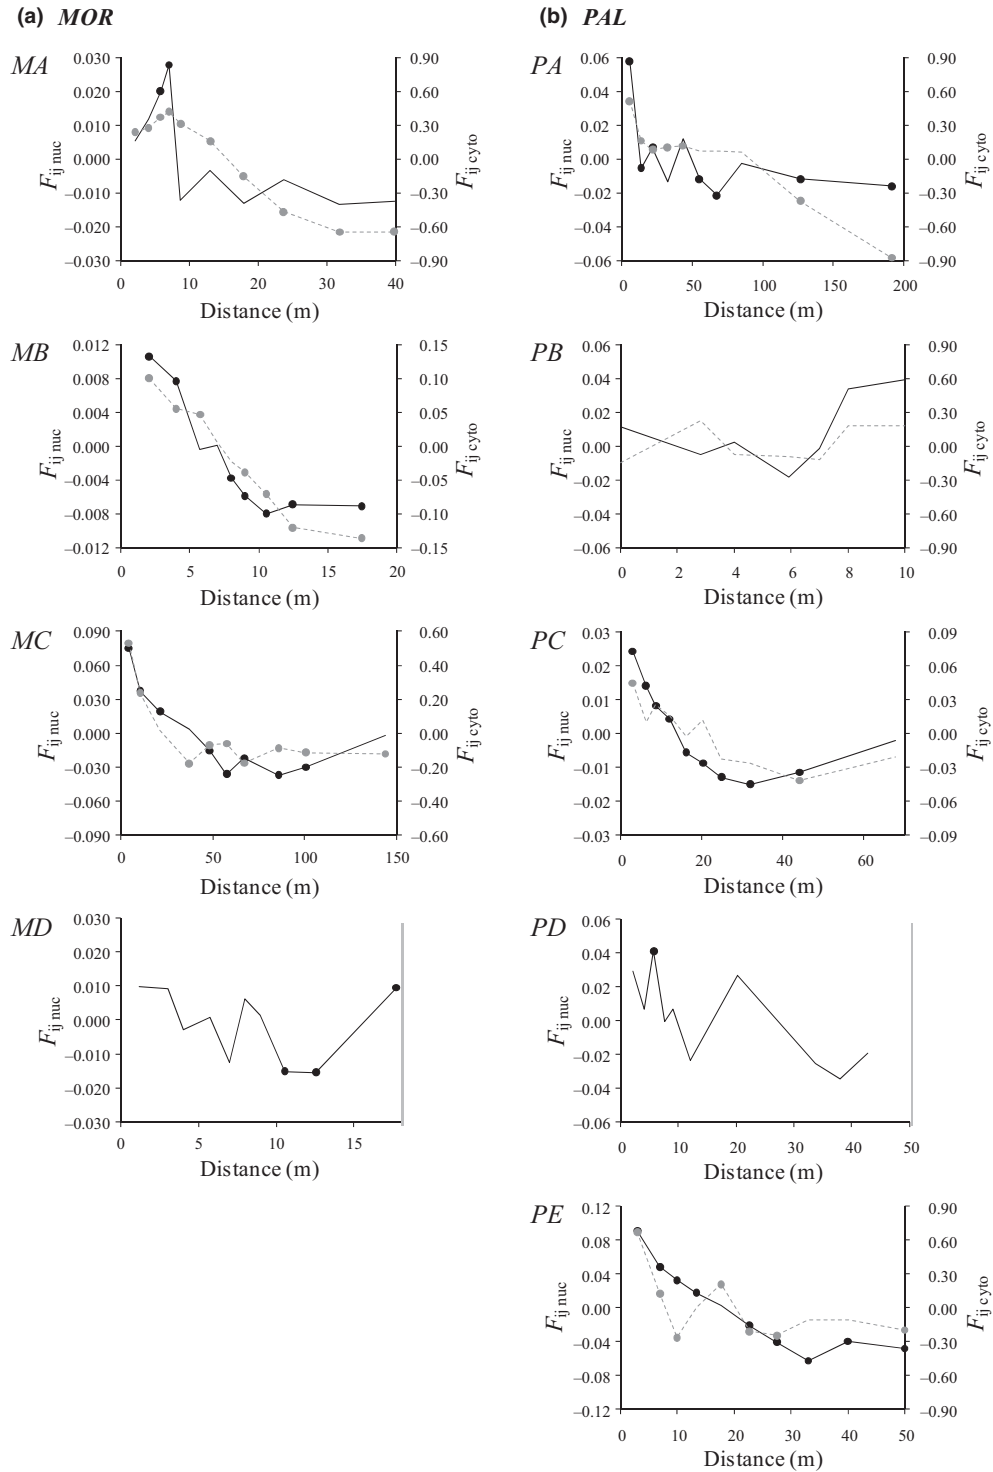 (a) MOR
MA
0.030
0.020
0.010
0.000
–0.010
–0.020
–0.030
F ij nuc
0.90
0.60
0.30
0.00
–0.30
–0.60
–0.90
F ij cyto
0 10 20 30 40
Distance (m)
MB
0.012
0.008
0.004
0.000
–0.004
–0.008
–0.012
F ij nuc
0.15
0.10
0.05
0.00
–0.05
–0.10
–0.15
F ij cyto
0 5 10 15 20
Distance (m)
MC
0.090
0.060
0.030
0.000
–0.030
–0.060
–0.090
F ij nuc
0.60
0.40
0.20
0.00
–0.20
–0.40
–0.60
F ij cyto
0 50 100 150
Distance (m)
MD
0.030
0.020
0.010
0.000
–0.010
–0.020
–0.030
F ij nuc
0 5 10 15
Distance (m)
(b) PAL
PA
0.06
0.04
0.02
0.00
–0.02
–0.04
–0.06
F ij nuc
0.90
0.60
0.30
0.00
–0.30
–0.60
–0.90
F ij cyto
0 50 100 150 200
Distance (m)
PB
0.06
0.04
0.02
0.00
–0.02
–0.04
–0.06
F ij nuc
0.90
0.60
0.30
0.00
–0.30
–0.60
–0.90
F ij cyto
0 2 4 6 8 10
Distance (m)
PC
0.03
0.02
0.01
0.00
–0.01
–0.02
–0.03
F ij nuc
0.09
0.06
0.03
0.00
–0.03
–0.06
–0.09
F ij cyto
0 20 40 60
Distance (m)
PD
0.06
0.04
0.02
0.00
–0.02
–0.04
–0.06
F ij nuc
0 10 20 30 40 50
Distance (m)
PE
0.12
0.08
0.04
0.00
–0.04
–0.08
–0.12
F ij nuc
0.90
0.60
0.30
0.00
–0.30
–0.60
–0.90
F ij cyto
0 10 20 30 40 50
Distance (m)